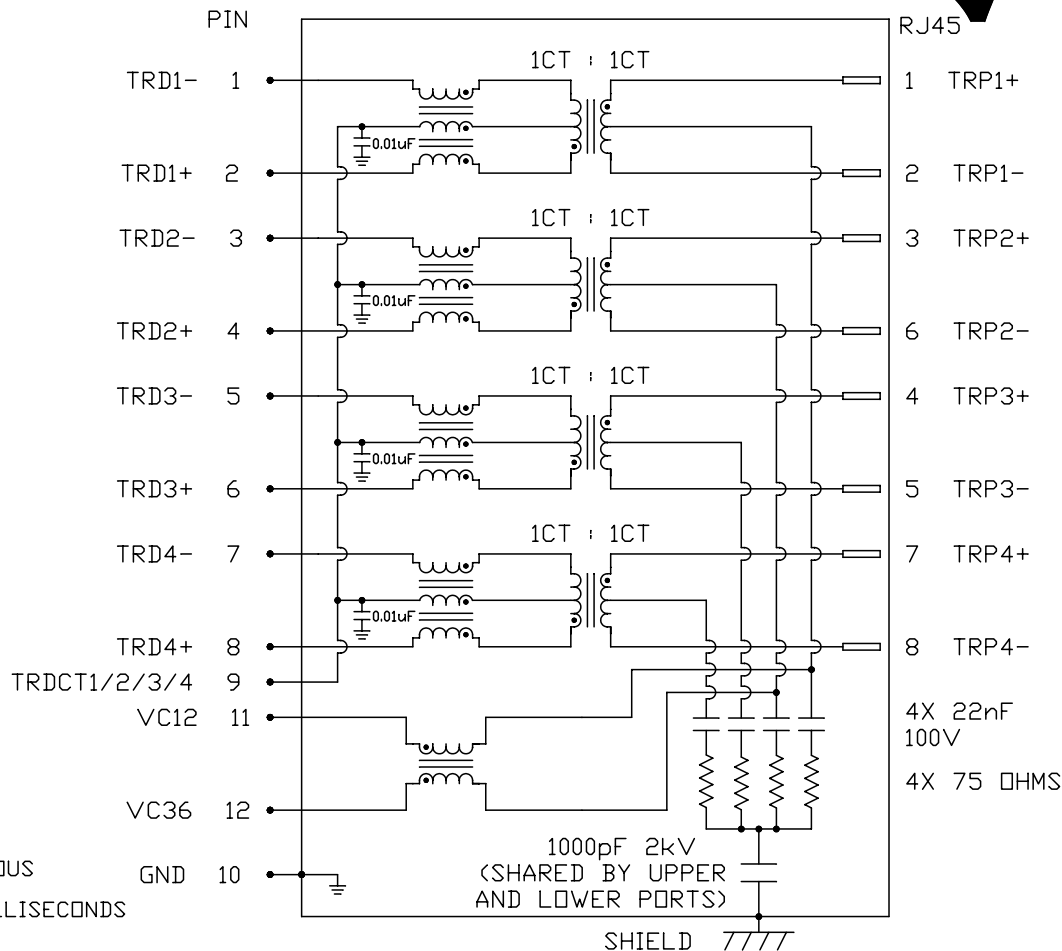 PIN
RJ45
1CT : 1CT
TRD1- 1
1 TRP1+
0.01uF
TRD1+ 2
2 TRP1-
1CT : 1CT
TRD2- 3
3 TRP2+
0.01uF
TRD2+ 4
6 TRP2-
1CT : 1CT
TRD3- 5
4 TRP3+
0.01uF
TRD3+ 6
5 TRP3-
1CT : 1CT
TRD4- 7
7 TRP4+
0.01uF
TRD4+ 8
8 TRP4-
TRDCT1/2/3/4 9
VC12 11
4X 22nF
100V
4X 75 OHMS
VC36 12
1000pF 2kV
(SHARED BY UPPER
AND LOWER PORTS)
OUS
GND 10
LLISECONDS
SHIELD